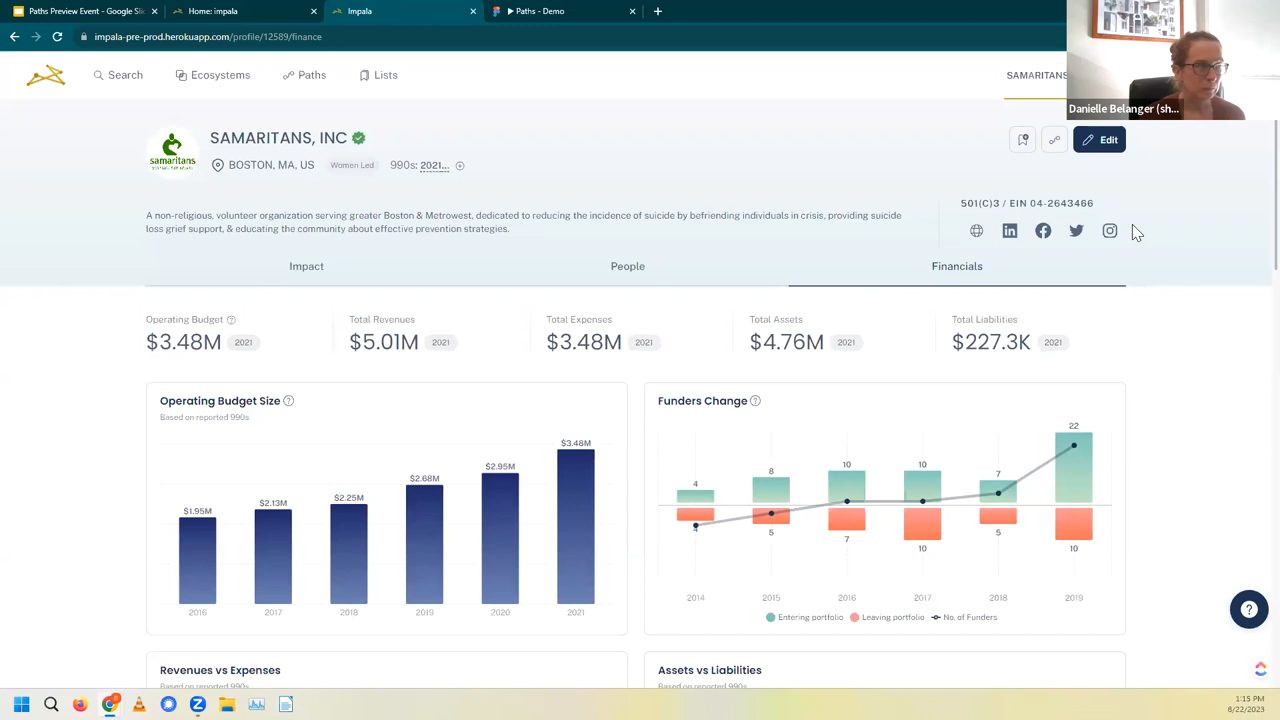 Paths Preview Event - Google Sli
Home: impala
Impala
▶ Paths - Demo
impala-pre-prod.herokuapp.com/profile/12589/finance
Search
Ecosystems
Paths
Lists
SAMARITANS
Danielle Belanger (sh...
samaritans
SAMARITANS, INC
BOSTON, MA, US
Women Led
990s: 2021...
Edit
A non-religious, volunteer organization serving greater Boston & Metrowest, dedicated to reducing the incidence of suicide by befriending individuals in crisis, providing suicide
loss grief support, & educating the community about effective prevention strategies.
501(C)3 / EIN 04-2643466
Impact
People
Financials
Operating Budget
$3.48M 2021
Total Revenues
$5.01M 2021
Total Expenses
$3.48M 2021
Total Assets
$4.76M 2021
Total Liabilities
$227.3K 2021
Operating Budget Size
Based on reported 990s
$1.95M
$2.13M
$2.25M
$2.68M
$2.95M
$3.48M
2016 2017 2018 2019 2020 2021
Funders Change
4 8 10 10 7 22
4 5 7 10 5 10
2014 2015 2016 2017 2018 2019
Entering portfolio Leaving portfolio No. of Funders
Revenues vs Expenses
Based on reported 990s
Assets vs Liabilities
Based on reported 990s
1:15 PM
8/22/2023